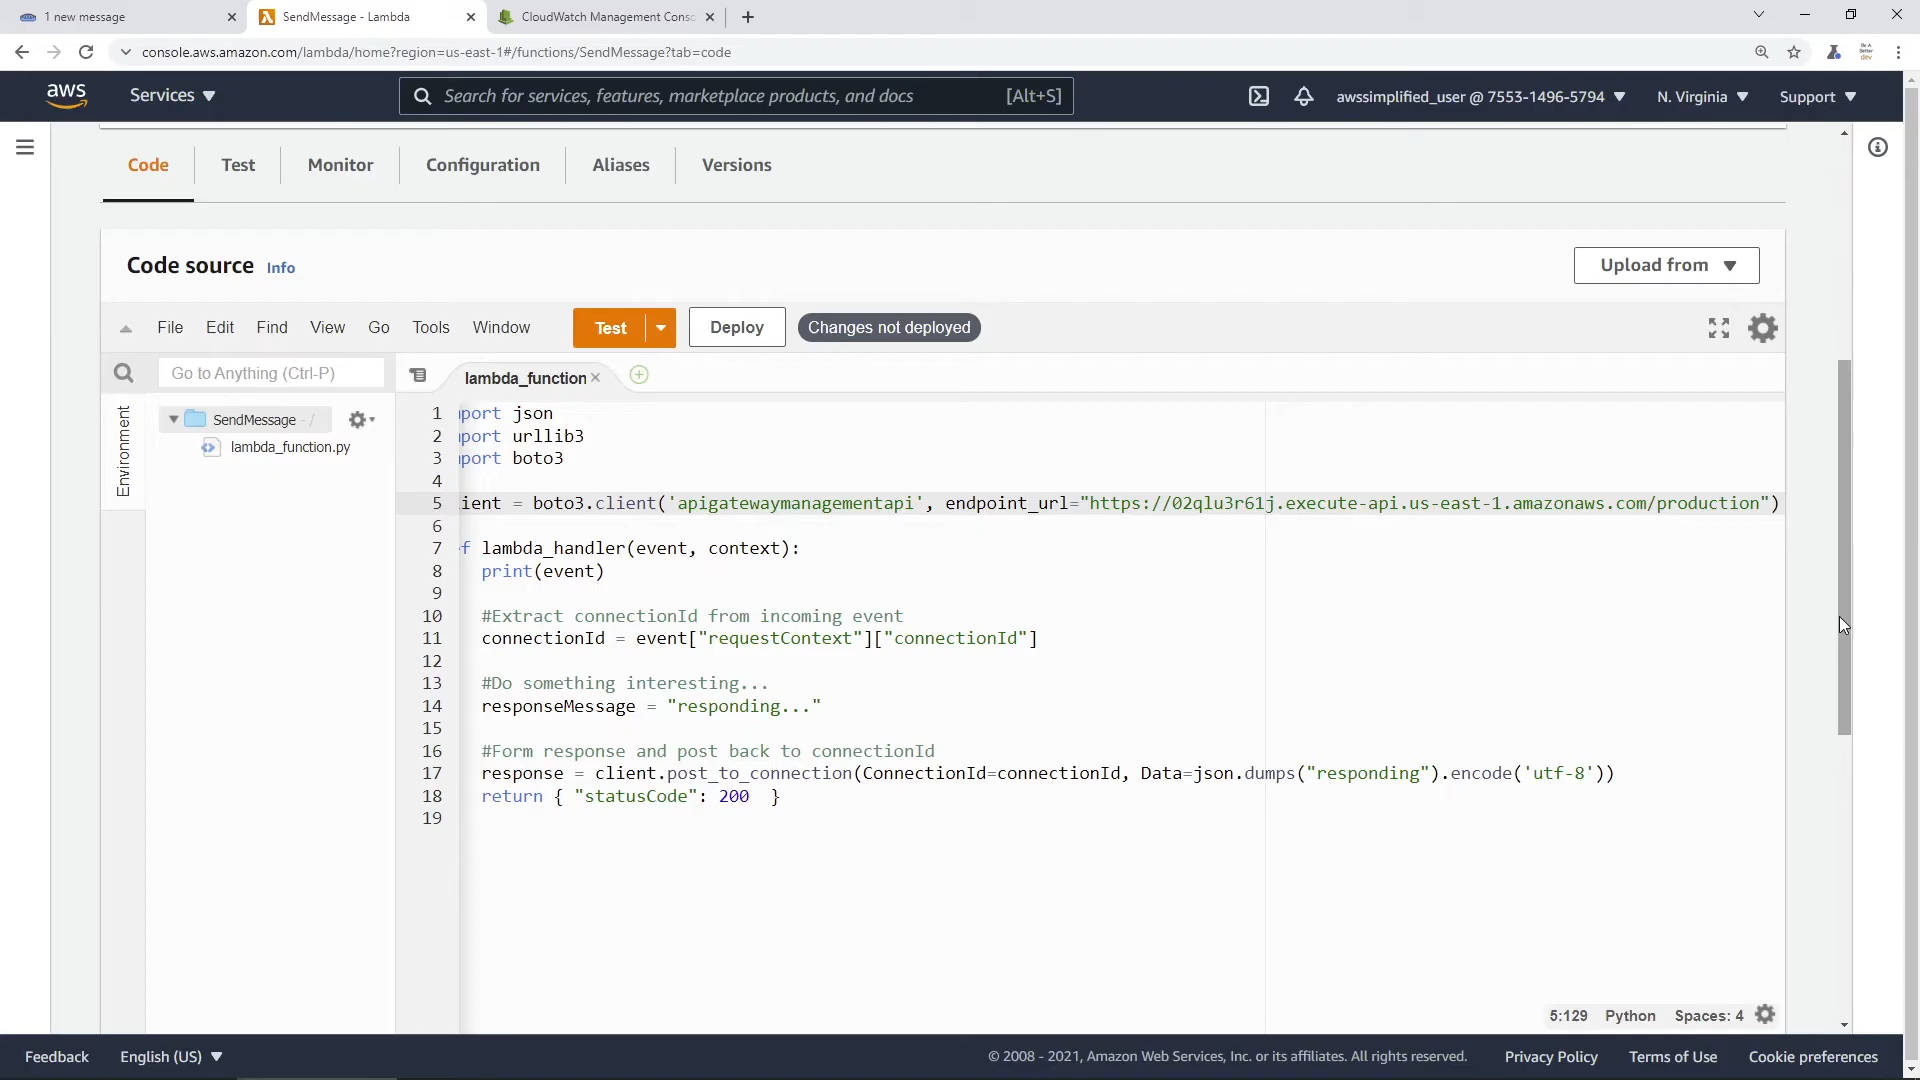 1 new message
SendMessage - Lambda
CloudWatch Management Conso
console.aws.amazon.com/lambda/home?region=us-east-1#/functions/SendMessage?tab=code
Be A
Better
dev
aws
Services
Search for services, features, marketplace products, and docs
[Alt+S]
awssimplified_user @ 7553-1496-5794
N. Virginia
Support
Code
Test
Monitor
Configuration
Aliases
Versions
Code source
Info
Upload from
File
Edit
Find
View
Go
Tools
Window
Test
Deploy
Changes not deployed
Go to Anything (Ctrl-P)
lambda_function
Environment
SendMessage - /
lambda_function.py
1 port json
2 port urllib3
3 port boto3
4
5 ient = boto3.client('apigatewaymanagementapi', endpoint_url="https://02qlu3r61j.execute-api.us-east-1.amazonaws.com/production")
6
7 f lambda_handler(event, context):
8 print(event)
9
10 #Extract connectionId from incoming event
11 connectionId = event["requestContext"]["connectionId"]
12
13 #Do something interesting...
14 responseMessage = "responding..."
15
16 #Form response and post back to connectionId
17 response = client.post_to_connection(ConnectionId=connectionId, Data=json.dumps("responding").encode('utf-8'))
18 return { "statusCode": 200  }
19
5:129 Python Spaces: 4
Feedback
English (US)
© 2008 - 2021, Amazon Web Services, Inc. or its affiliates. All rights reserved.
Privacy Policy
Terms of Use
Cookie preferences